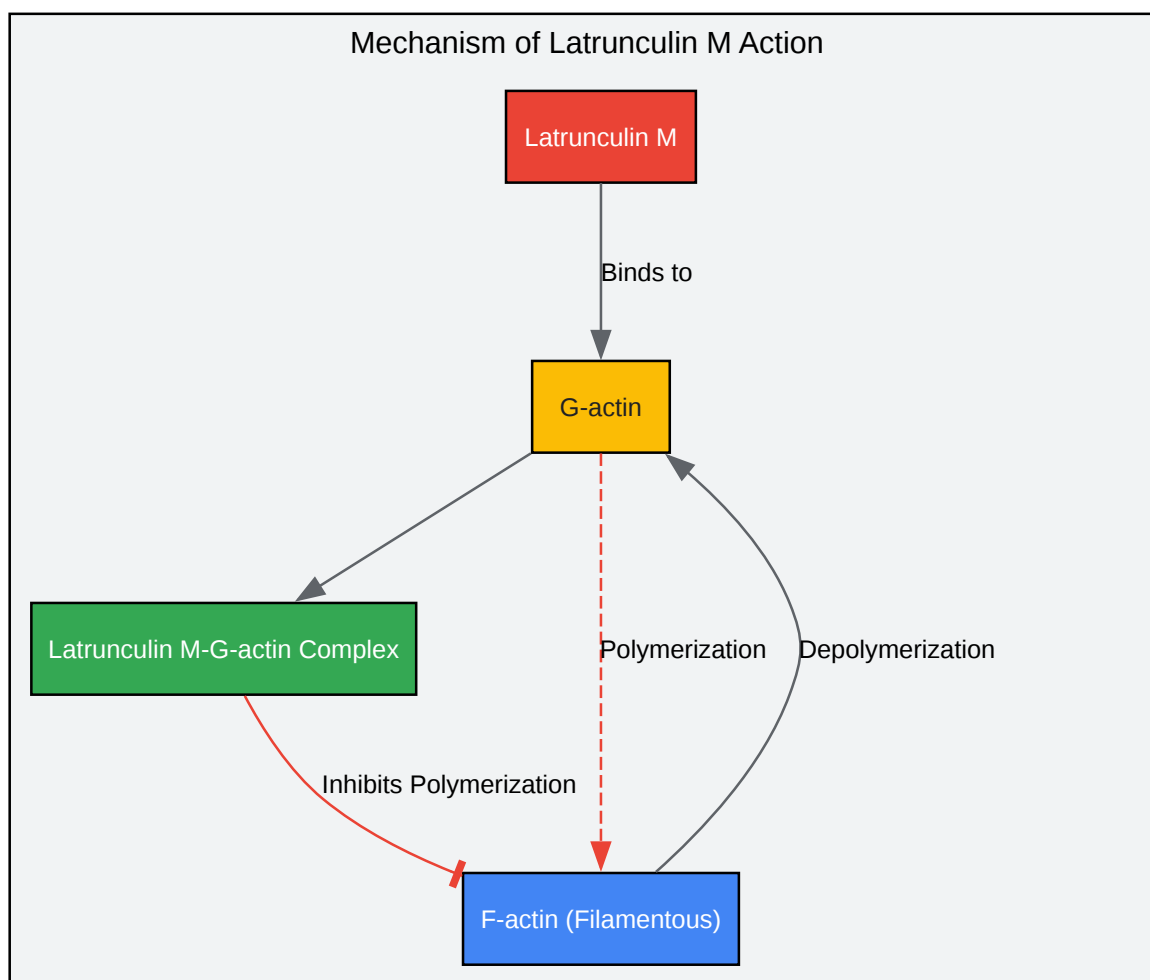 Mechanism of Latrunculin M Action
Latrunculin M
Binds to
G-actin
Latrunculin M-G-actin Complex
Polymerization
Depolymerization
Inhibits Polymerization
F-actin (Filamentous)